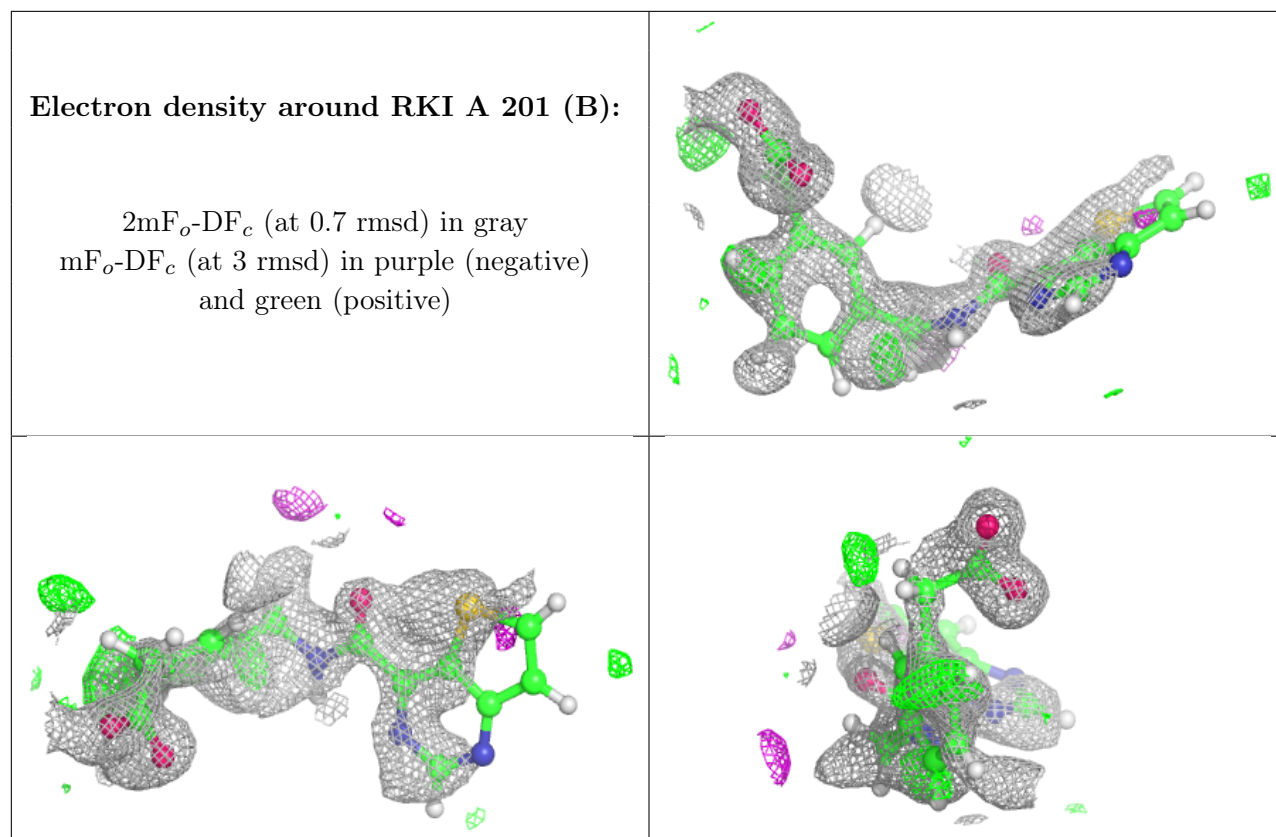 Electron density around RKI A 201 (B):
2mFₒ-DF𝒸 (at 0.7 rmsd) in gray
mFₒ-DF𝒸 (at 3 rmsd) in purple (negative)
and green (positive)